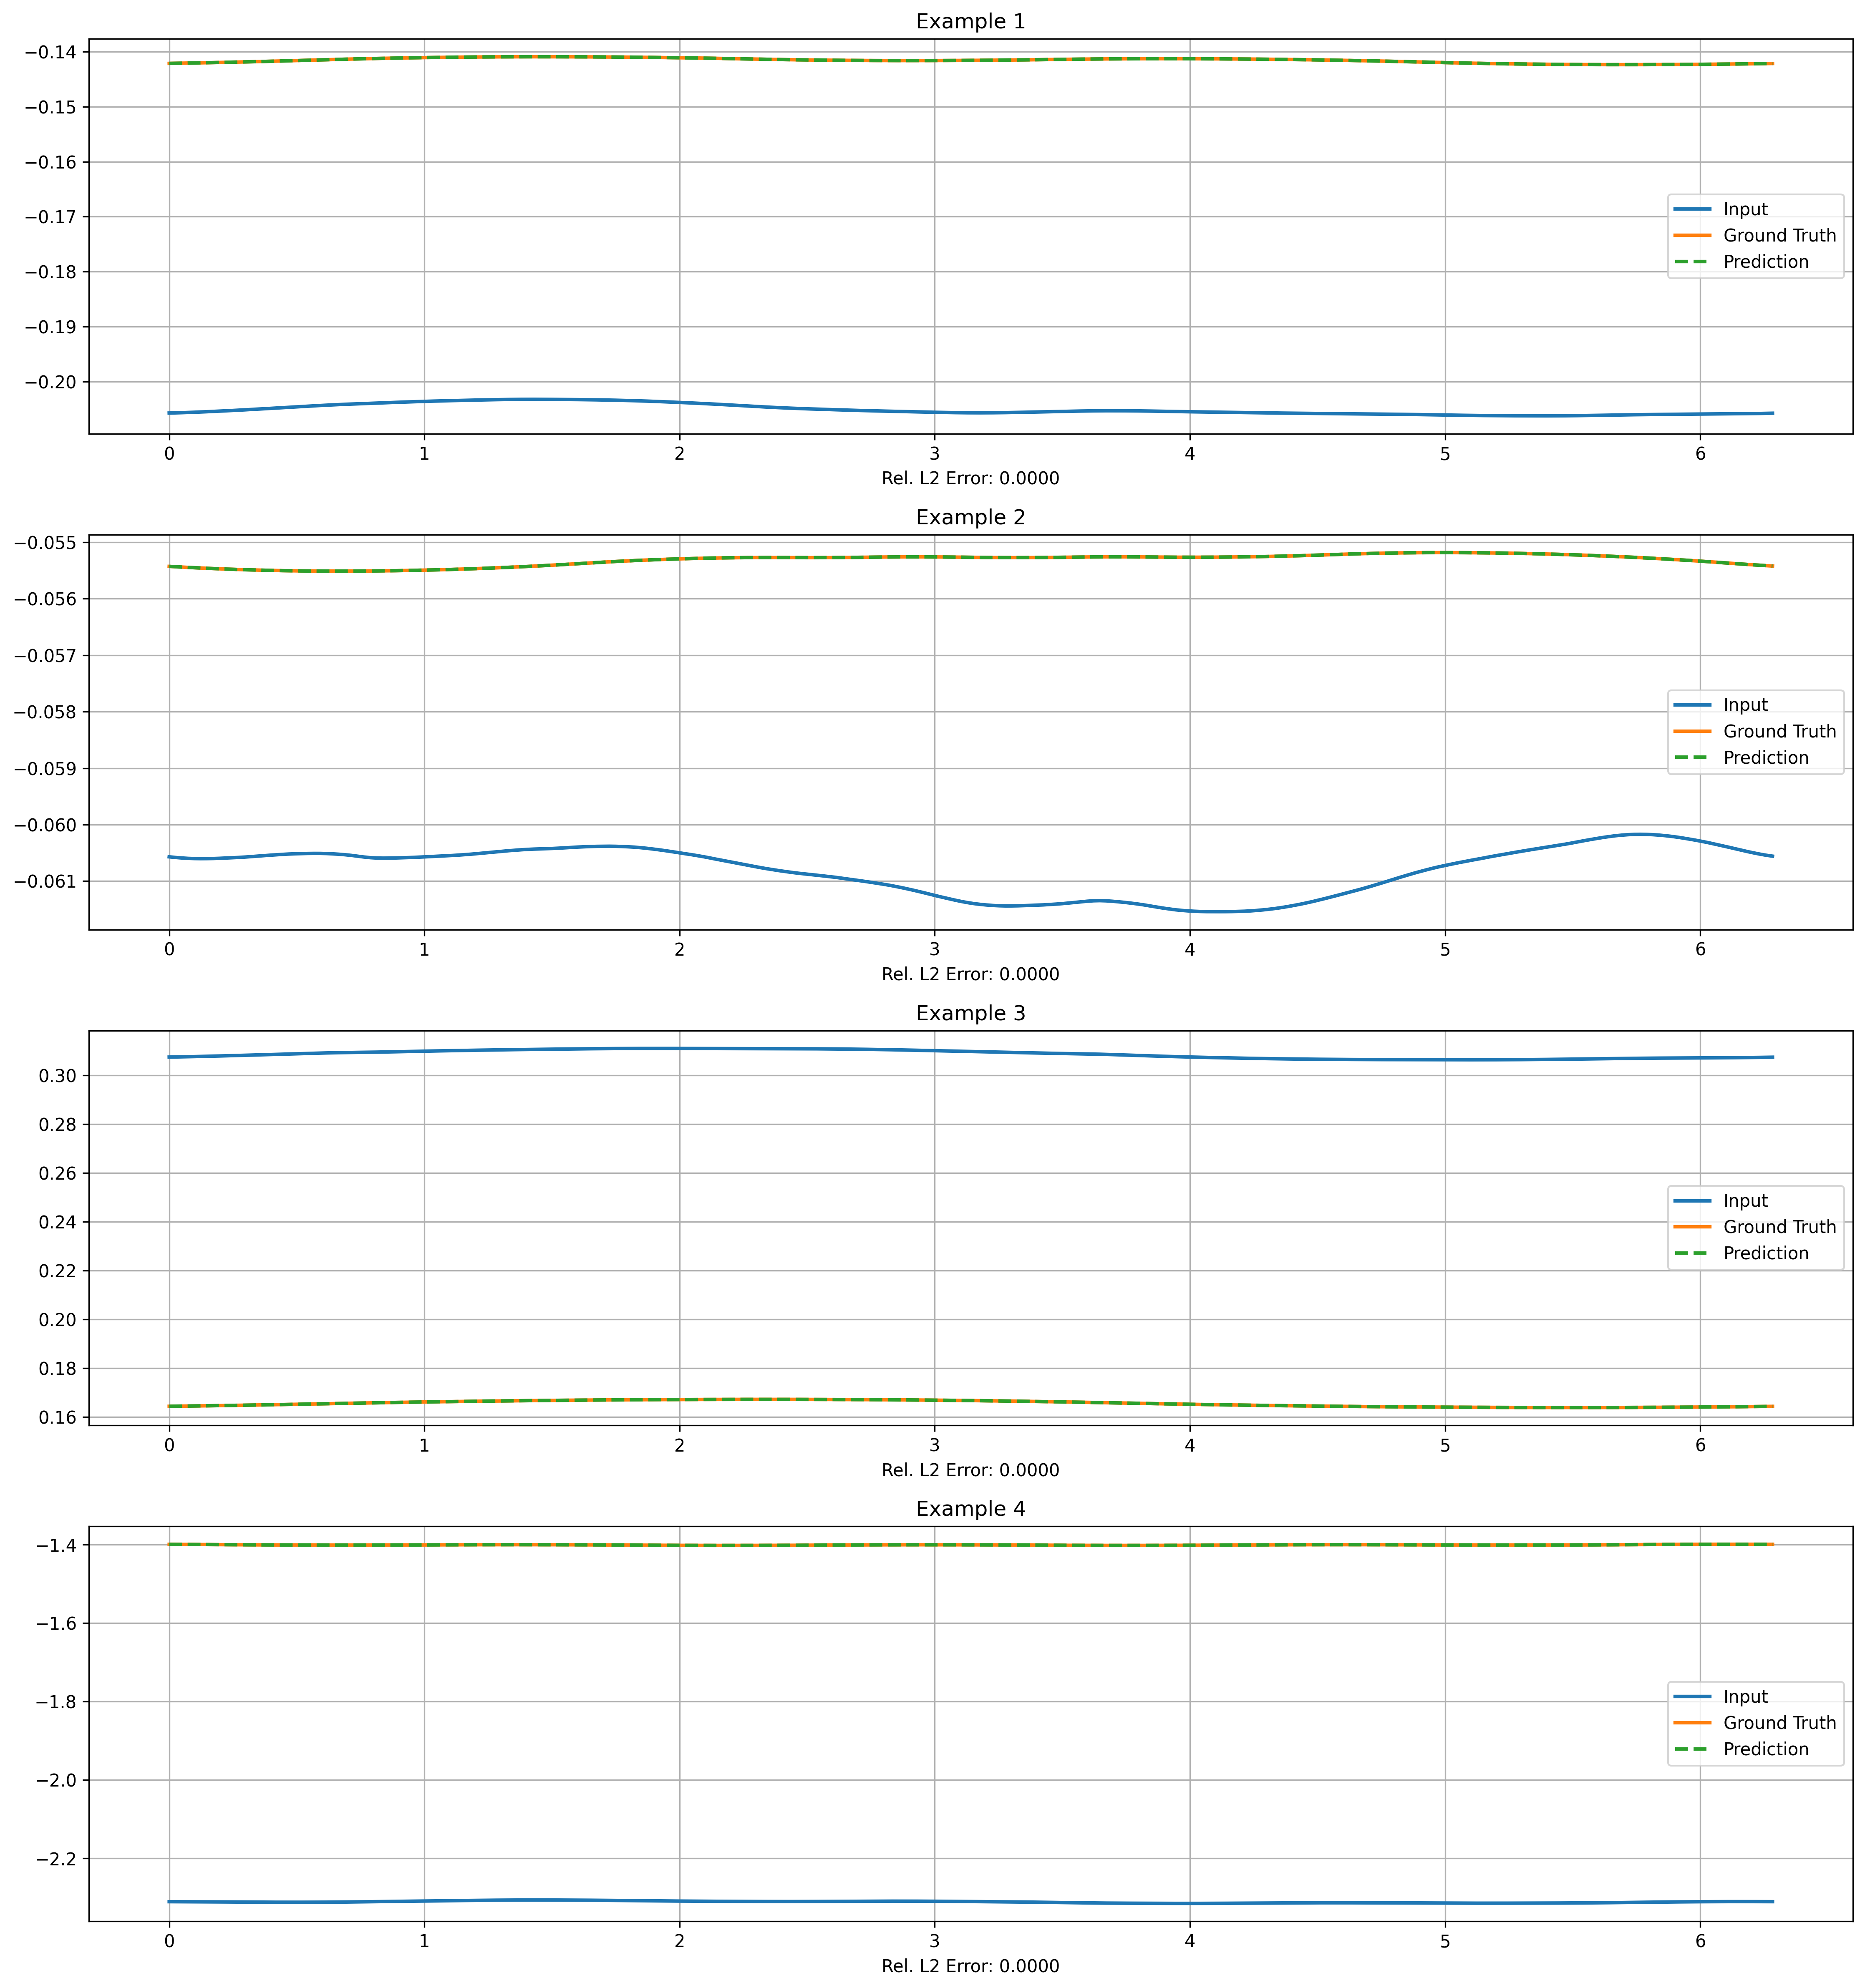 Example 1
−0.14
−0.15
−0.16
−0.17
−0.18
−0.19
−0.20
Input
Ground Truth
Prediction
0 1 2 3 4 5 6
Rel. L2 Error: 0.0000
Example 2
−0.055
−0.056
−0.057
−0.058
−0.059
−0.060
−0.061
Input
Ground Truth
Prediction
0 1 2 3 4 5 6
Rel. L2 Error: 0.0000
Example 3
0.30
0.28
0.26
0.24
0.22
0.20
0.18
0.16
Input
Ground Truth
Prediction
0 1 2 3 4 5 6
Rel. L2 Error: 0.0000
Example 4
−1.4
−1.6
−1.8
−2.0
−2.2
Input
Ground Truth
Prediction
0 1 2 3 4 5 6
Rel. L2 Error: 0.0000